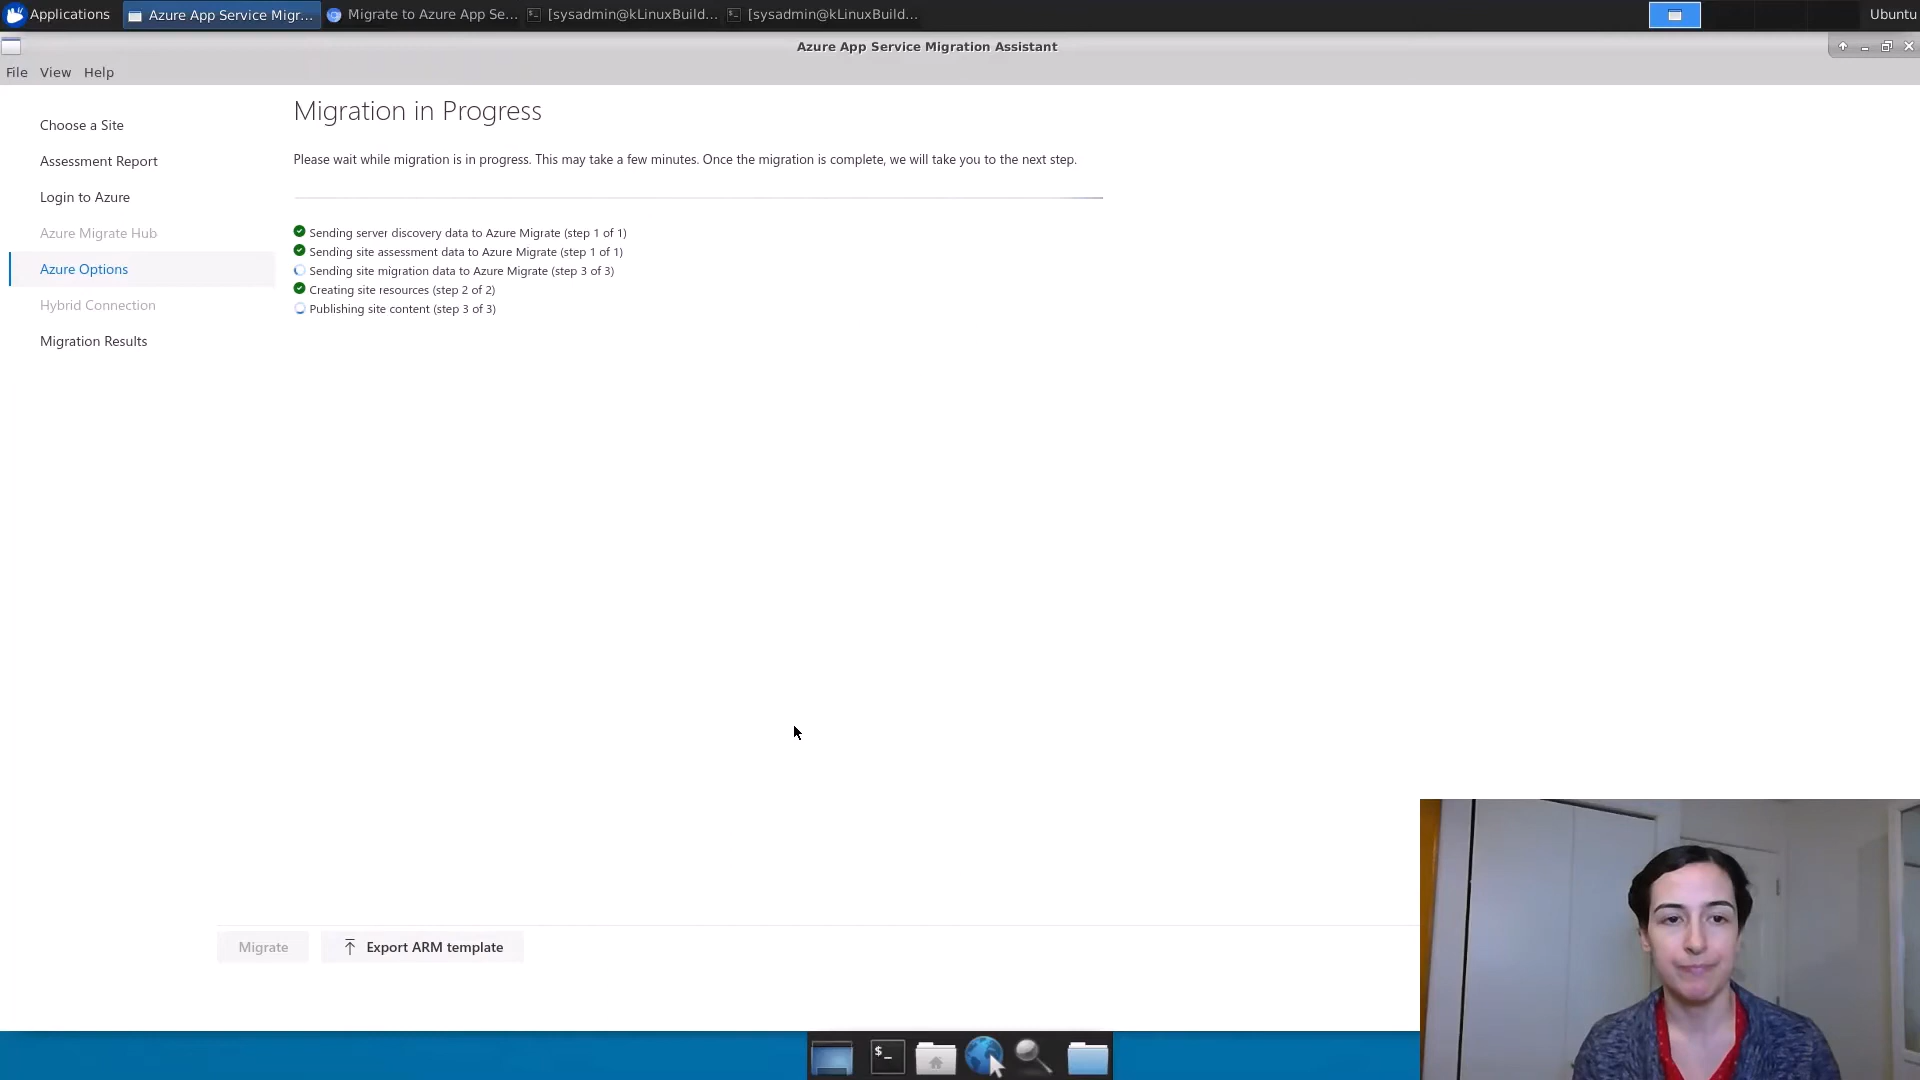 Applications
Azure App Service Migr...
Migrate to Azure App Se...
[sysadmin@kLinuxBuild...
[sysadmin@kLinuxBuild...
Ubuntu
Azure App Service Migration Assistant
File View Help
Migration in Progress
Choose a Site
Please wait while migration is in progress. This may take a few minutes. Once the migration is complete, we will take you to the next step.
Assessment Report
Login to Azure
Azure Migrate Hub
Azure Options
Hybrid Connection
Migration Results
Sending server discovery data to Azure Migrate (step 1 of 1)
Sending site assessment data to Azure Migrate (step 1 of 1)
Sending site migration data to Azure Migrate (step 3 of 3)
Creating site resources (step 2 of 2)
Publishing site content (step 3 of 3)
Migrate
Export ARM template
$_